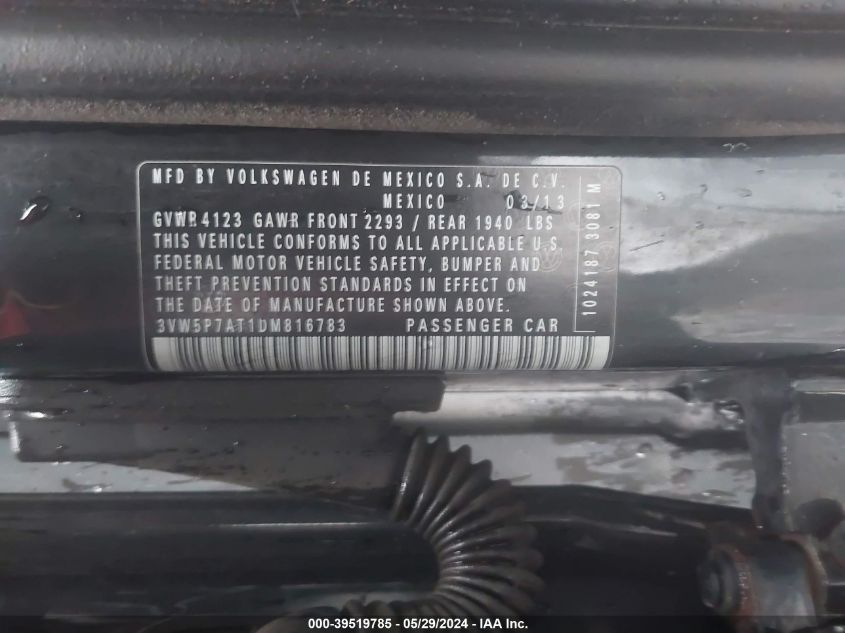 MFD BY VOLKSWAGEN DE MEXICO S.A. DE C.V.
MEXICO 03/13
GVWR 4123 GAWR FRONT 2293 / REAR 1940 LBS
THIS VEHICLE CONFORMS TO ALL APPLICABLE U.S.
FEDERAL MOTOR VEHICLE SAFETY, BUMPER AND
THEFT PREVENTION STANDARDS IN EFFECT ON
THE DATE OF MANUFACTURE SHOWN ABOVE.
3VW5P7AT1DM816783 PASSENGER CAR
1024187 3081 M
000-39519785 - 05/29/2024 - IAA Inc.